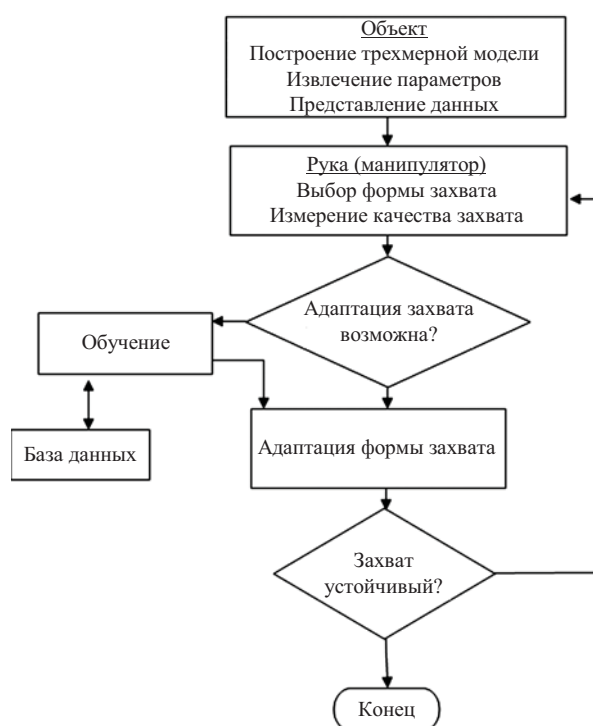 Объект
Построение трехмерной модели
Извлечение параметров
Представление данных
Рука (манипулятор)
Выбор формы захвата
Измерение качества захвата
Адаптация захвата
возможна?
Обучение
База данных
Адаптация формы захвата
Захват
устойчивый?
Конец